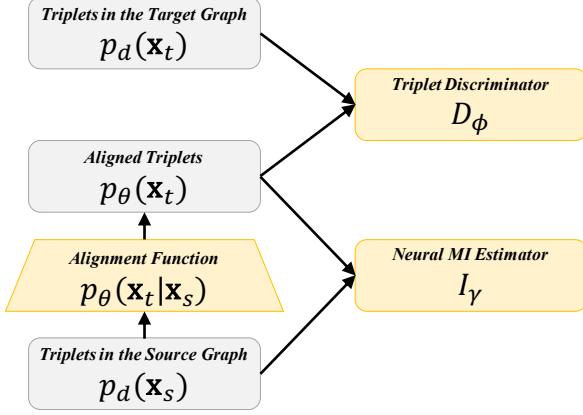 Triplets in the Target Graph
p_d(x_t)
Triplet Discriminator
D_ϕ
Aligned Triplets
p_θ(x_t)
Alignment Function
p_θ(x_t|x_s)
Neural MI Estimator
I_γ
Triplets in the Source Graph
p_d(x_s)